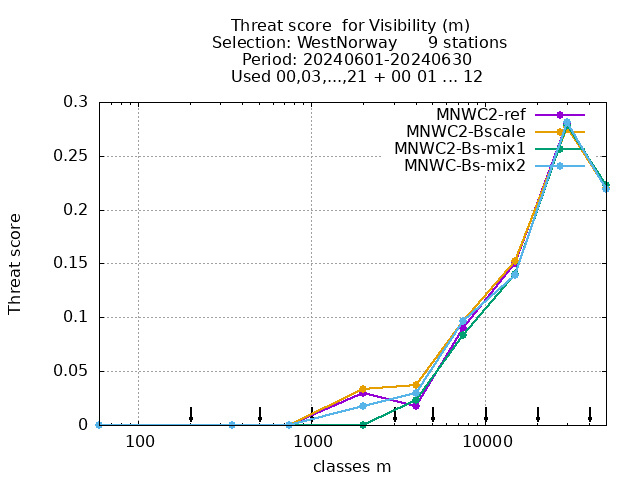 Threat score  for Visibility (m)
Selection: WestNorway      9 stations
Period: 20240601-20240630
Used 00,03,...,21 + 00 01 ... 12
0.3
0.25
0.2
0.15
0.1
0.05
0
Threat score
MNWC2-ref
MNWC2-Bscale
MNWC2-Bs-mix1
MNWC-Bs-mix2
100
1000
10000
classes m